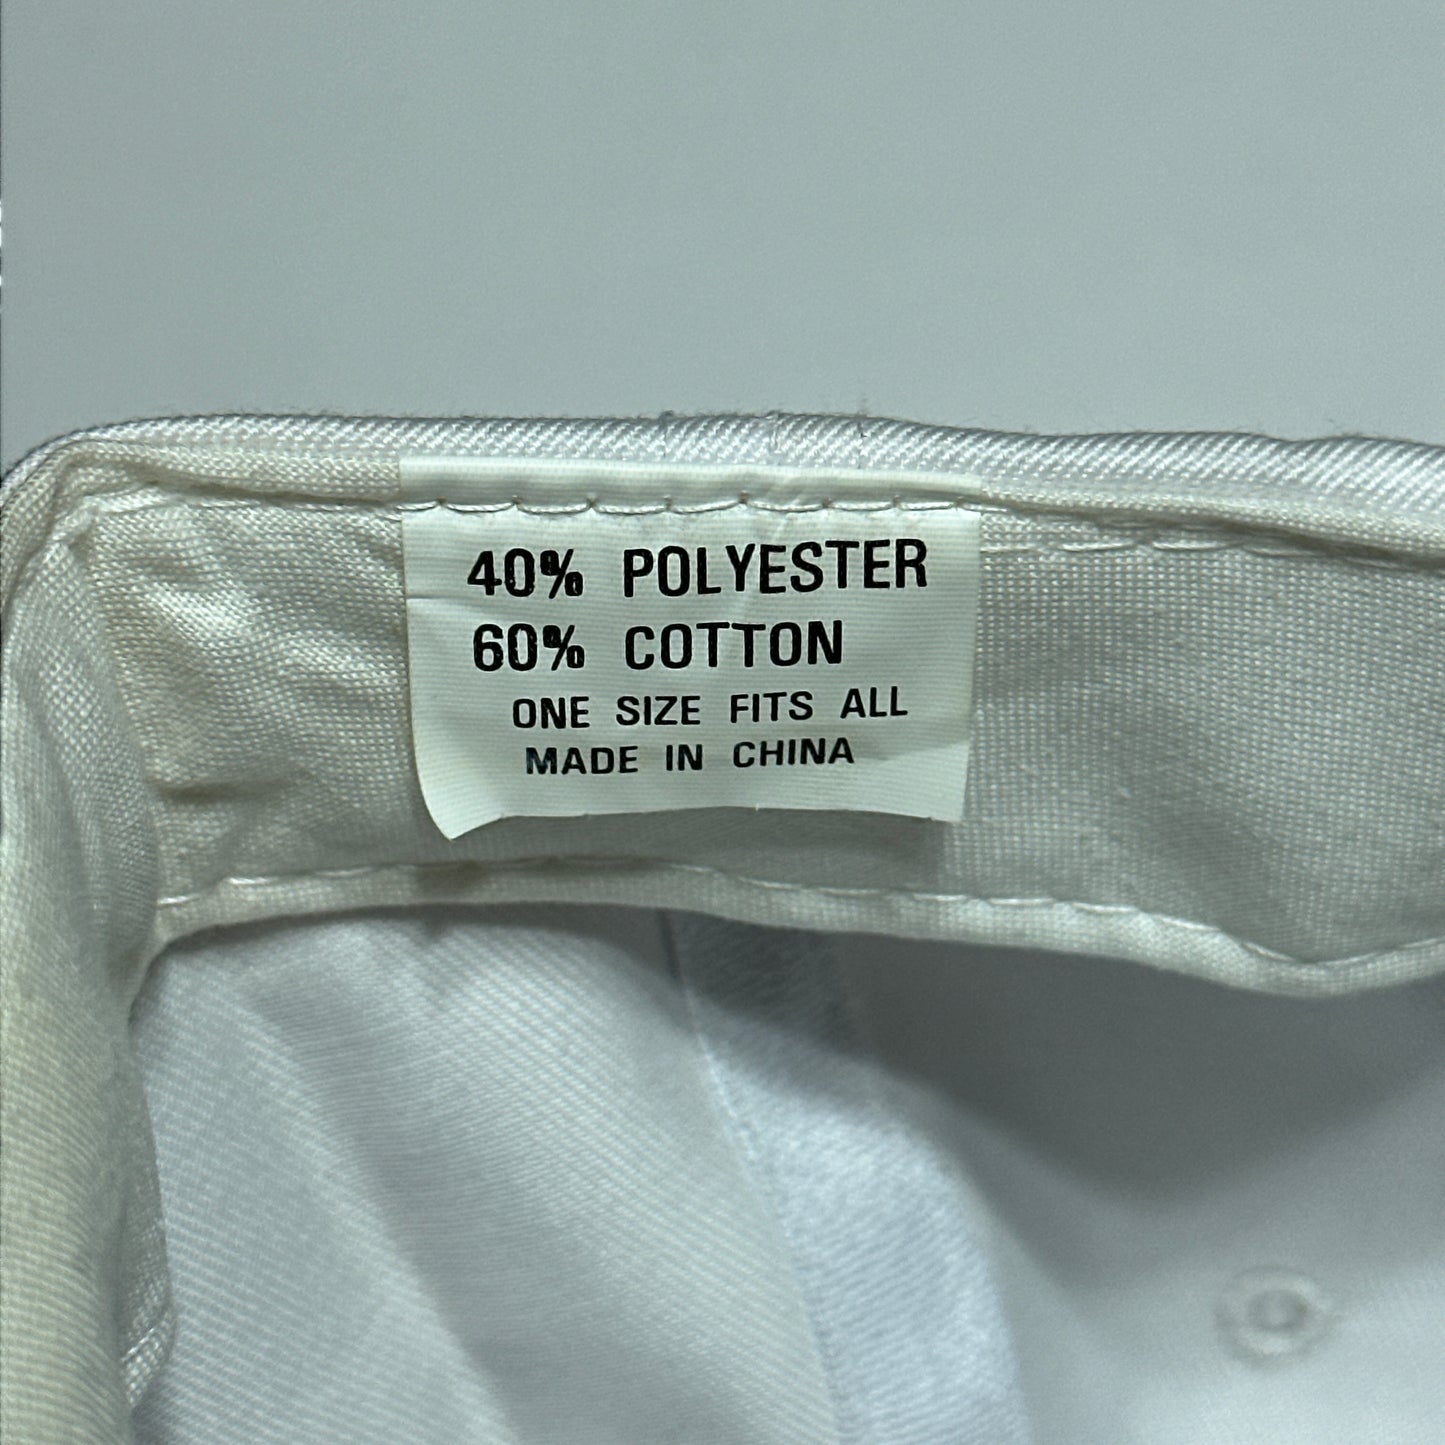 40% POLYESTER
60% COTTON
ONE SIZE FITS ALL
MADE IN CHINA